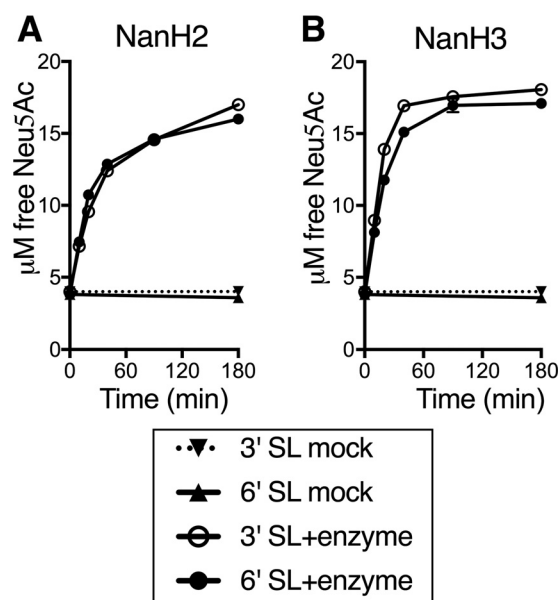 A NanH2
B NanH3
20
15
10
5
0
μM free Neu5Ac
0 60 120 180
Time (min)
20
15
10
5
0
μM free Neu5Ac
0 60 120 180
Time (min)
3' SL mock
6' SL mock
3' SL+enzyme
6' SL+enzyme